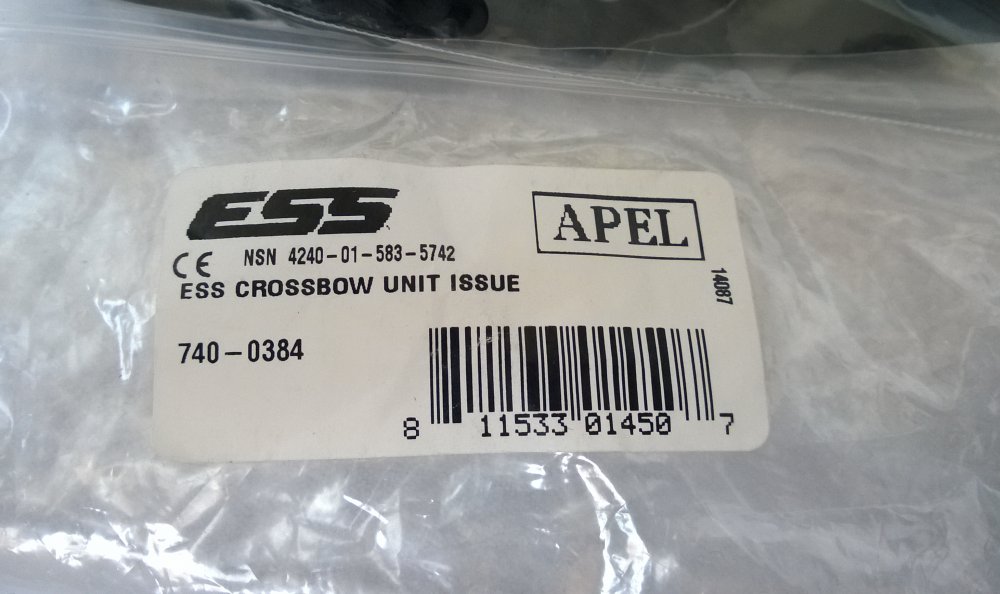 ESS
APEL
NSN 4240-01-583-5742
CE
ESS CROSSBOW UNIT ISSUE
14087
740-0384
8 11533 01450 7